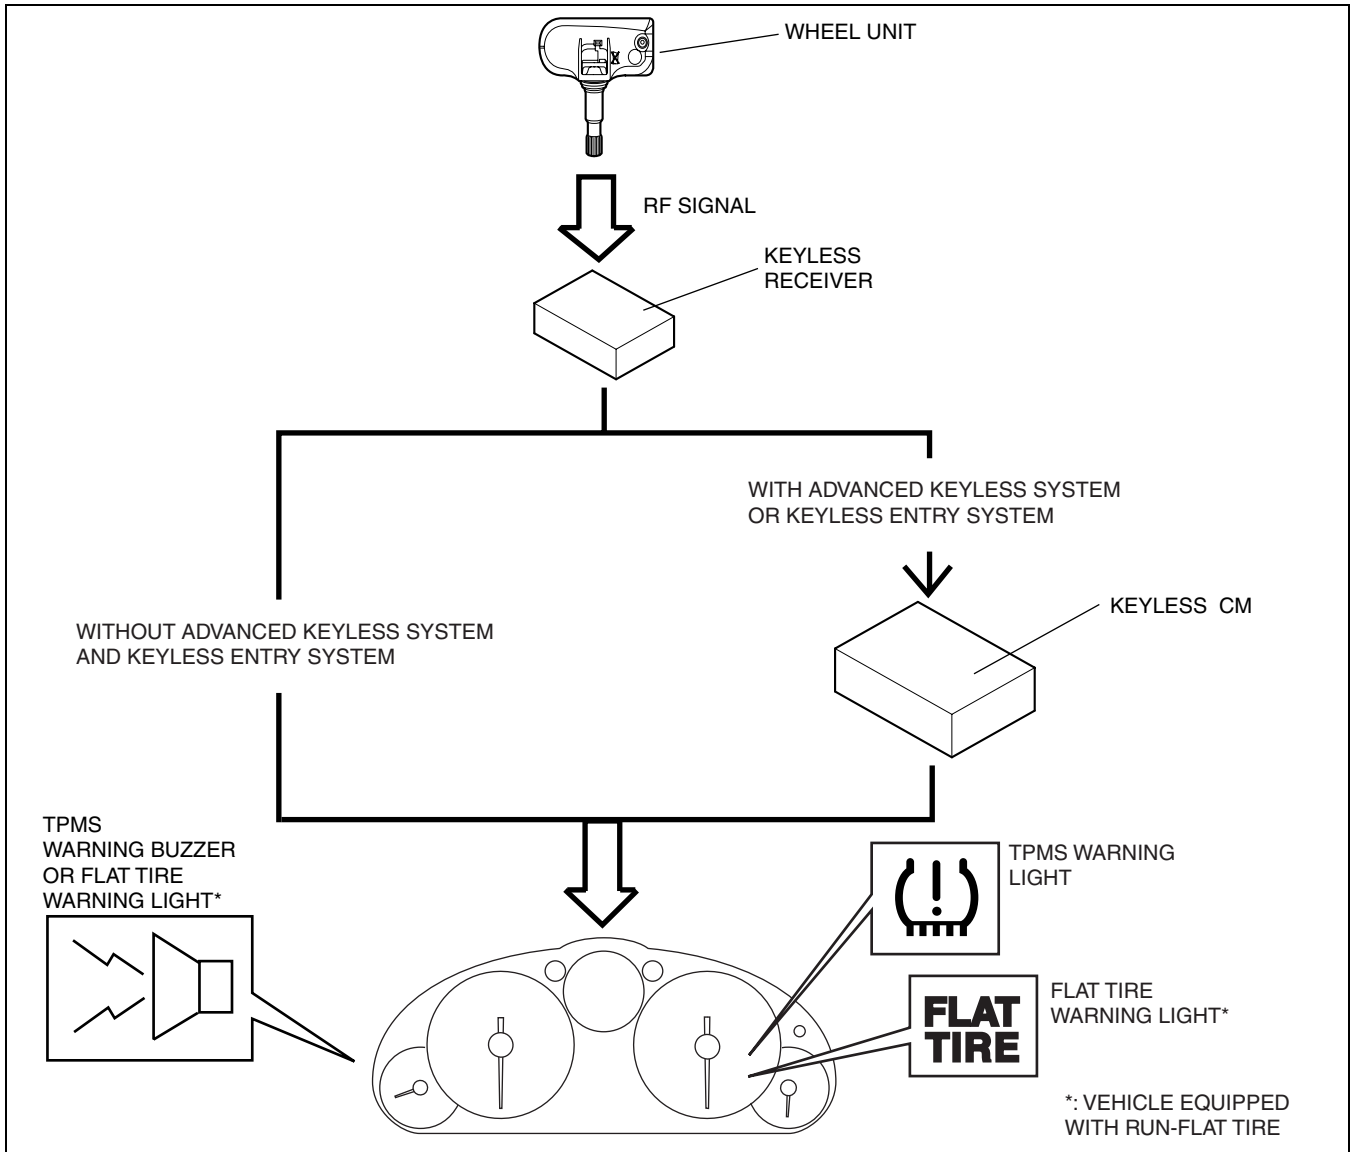 WHEEL UNIT
RF SIGNAL
KEYLESS
RECEIVER
WITH ADVANCED KEYLESS SYSTEM
OR KEYLESS ENTRY SYSTEM
KEYLESS CM
WITHOUT ADVANCED KEYLESS SYSTEM
AND KEYLESS ENTRY SYSTEM
TPMS
WARNING BUZZER
OR FLAT TIRE
WARNING LIGHT*
TPMS WARNING
LIGHT
FLAT
TIRE
FLAT TIRE
WARNING LIGHT*
*: VEHICLE EQUIPPED
WITH RUN-FLAT TIRE